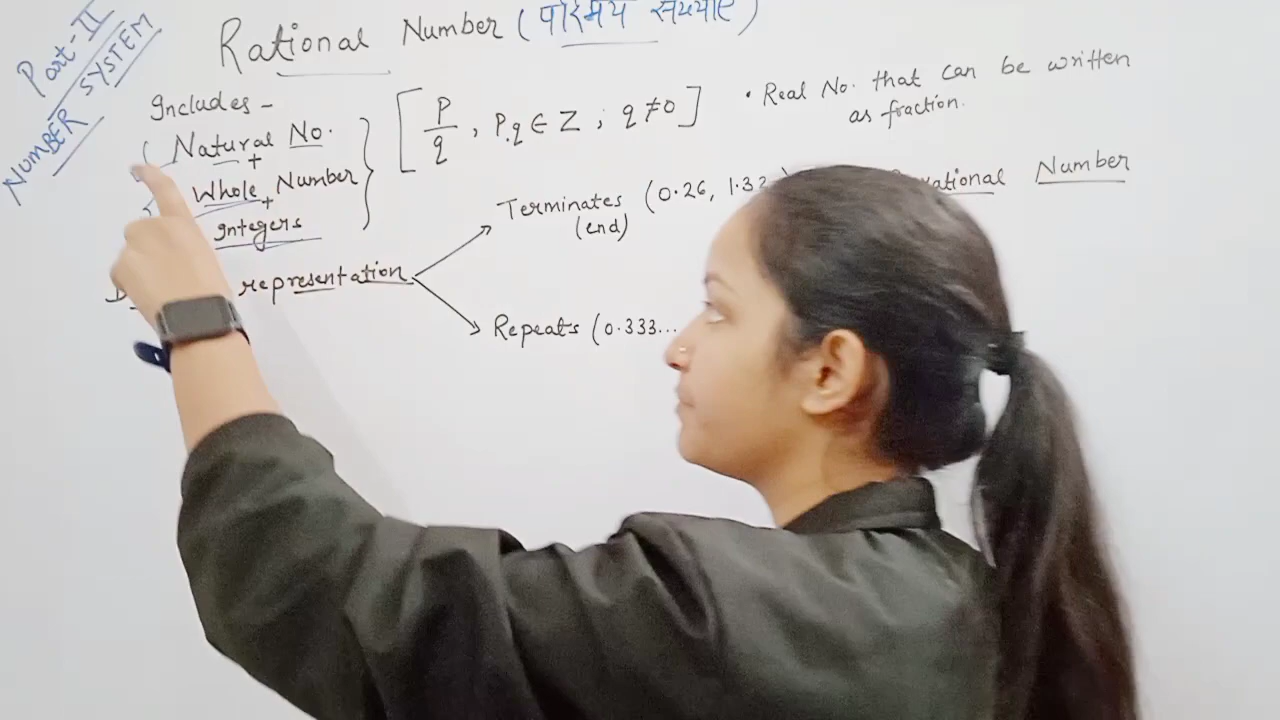 Part-II
NUMBER SYSTEM
Rational Number (परिमेय संख्याएँ)
Includes -
Natural No.
+
Whole Number
+
Integers
[P/q, P,q ∈ Z ; q ≠ 0]
• Real No. that can be written
as fraction.
representation
Terminates (0.26, 1.32
(end)
Repeats (0.333...
Number